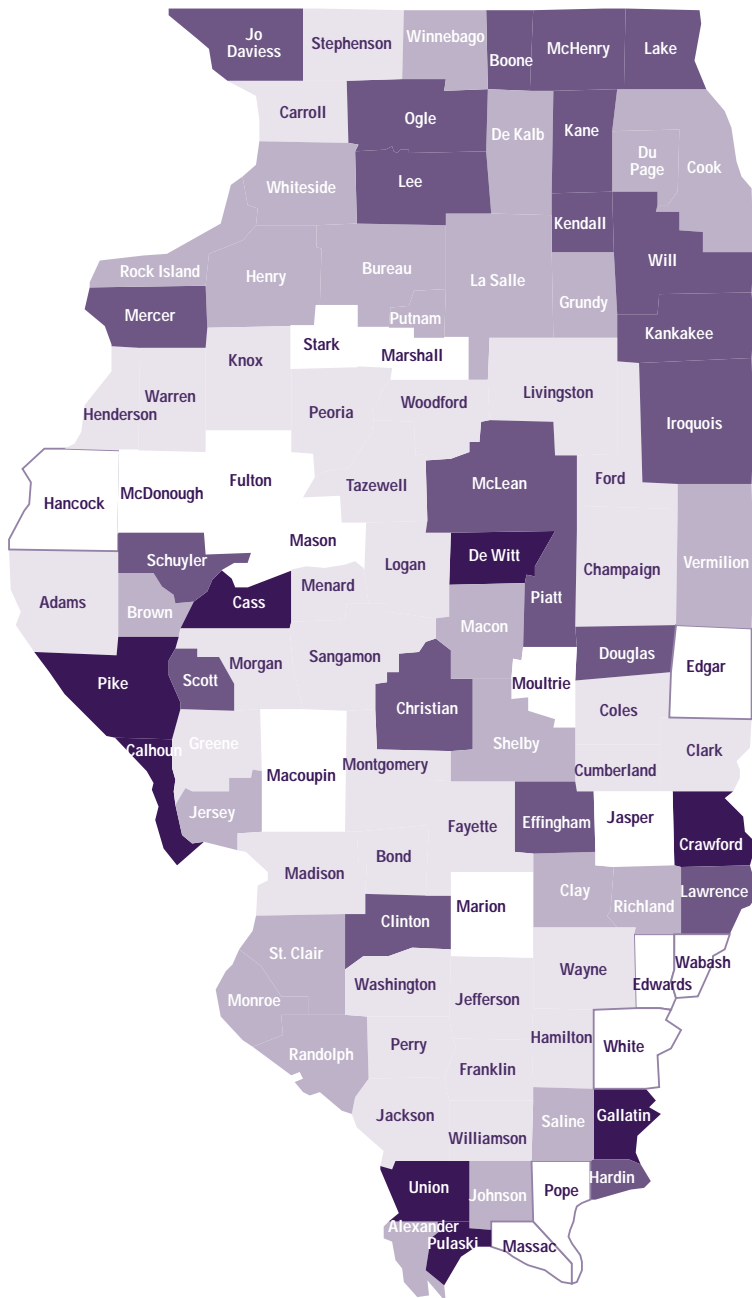 Jo
Daviess
Stephenson
Winnebago
Boone
McHenry
Lake
Carroll
Ogle
De Kalb
Kane
Du
Page
Cook
Whiteside
Lee
Kendall
Will
Rock Island
Henry
Bureau
La Salle
Grundy
Mercer
Putnam
Kankakee
Stark
Marshall
Knox
Henderson
Warren
Peoria
Woodford
Livingston
Iroquois
Hancock
McDonough
Fulton
Tazewell
McLean
Ford
Mason
Schuyler
Logan
De Witt
Champaign
Vermilion
Adams
Brown
Cass
Menard
Piatt
Macon
Pike
Scott
Morgan
Sangamon
Christian
Moultrie
Douglas
Edgar
Coles
Calhoun
Greene
Macoupin
Montgomery
Shelby
Cumberland
Clark
Jersey
Fayette
Effingham
Jasper
Crawford
Madison
Bond
Clay
Richland
Lawrence
Clinton
Marion
St. Clair
Washington
Wayne
Edwards
Wabash
Monroe
Jefferson
Randolph
Perry
Franklin
Hamilton
White
Jackson
Williamson
Saline
Gallatin
Union
Johnson
Pope
Hardin
Alexander
Pulaski
Massac